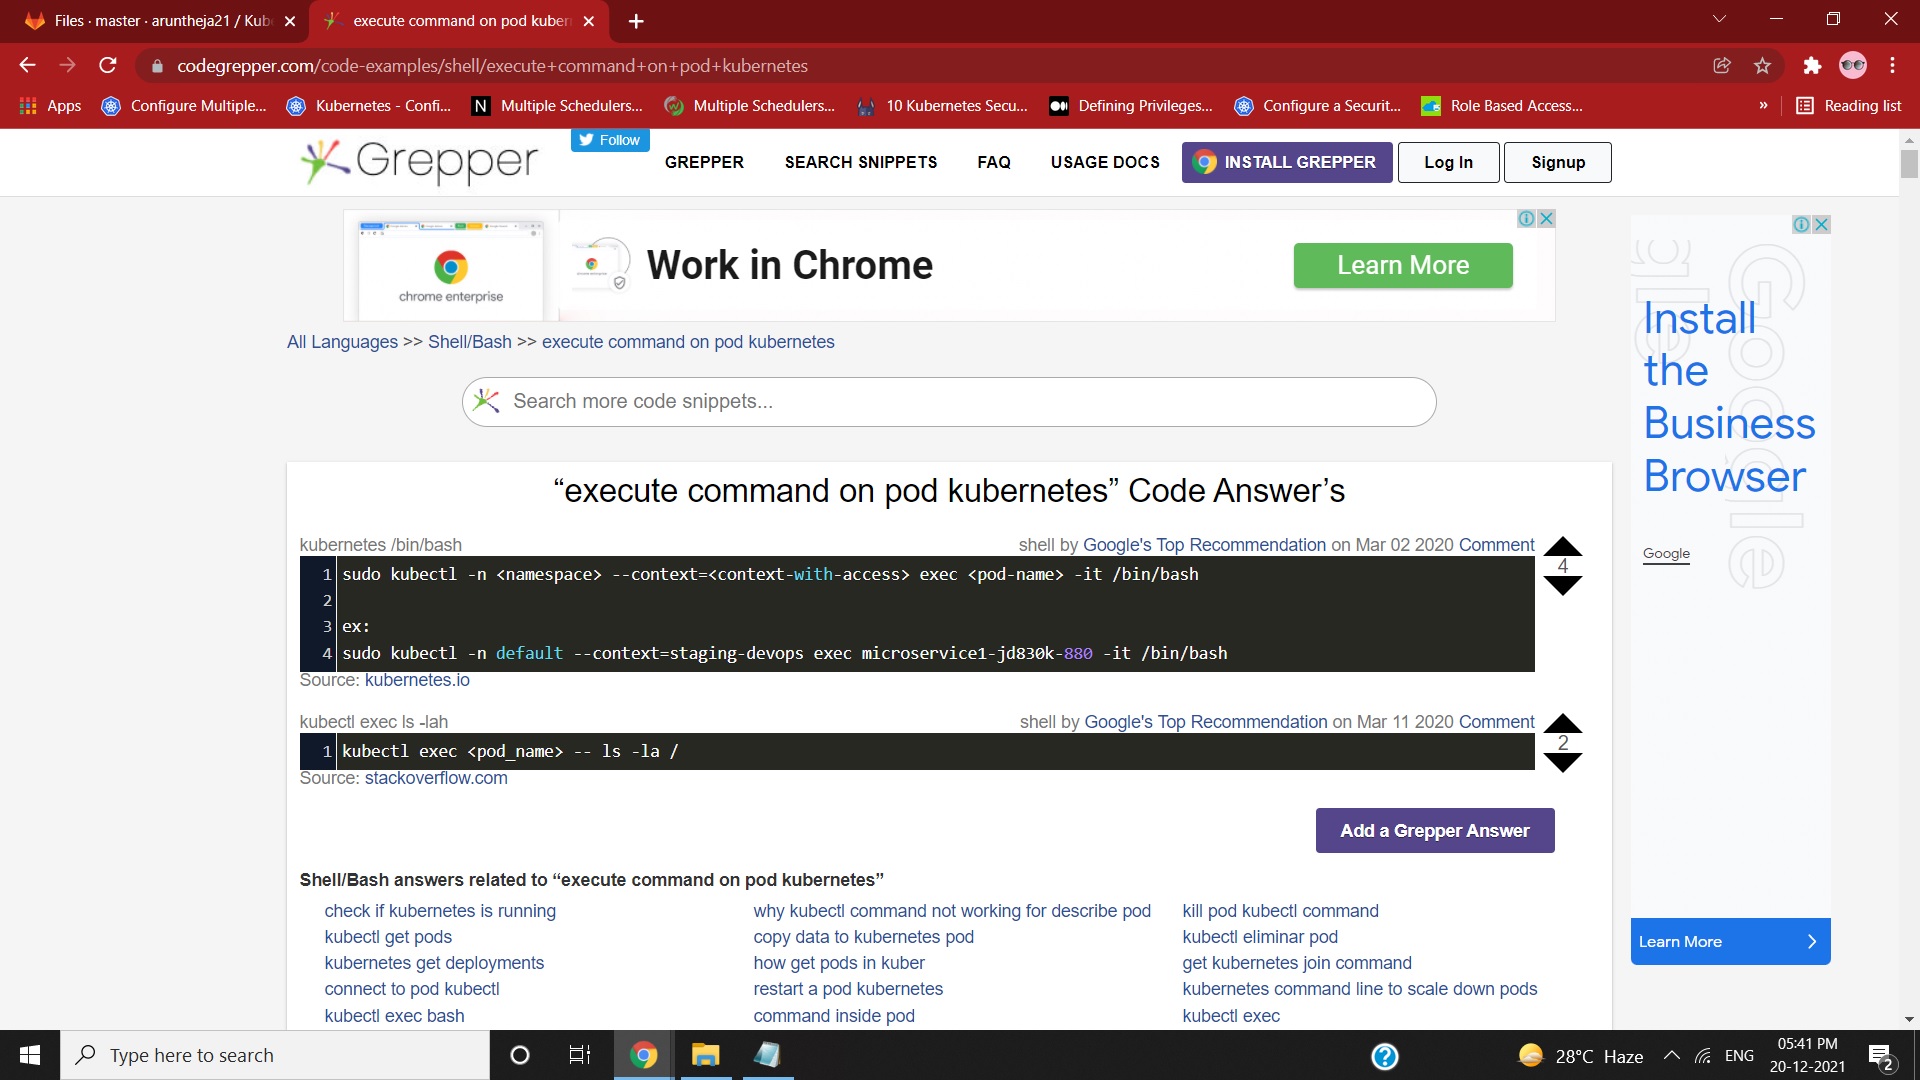 Files · master · aruntheja21 / Kub
execute command on pod kuber
codegrepper.com/code-examples/shell/execute+command+on+pod+kubernetes
Apps
Configure Multiple...
Kubernetes - Confi...
Multiple Schedulers...
Multiple Schedulers...
10 Kubernetes Secu...
Defining Privileges...
Configure a Securit...
Role Based Access...
»
Reading list
Grepper
Follow
GREPPER
SEARCH SNIPPETS
FAQ
USAGE DOCS
INSTALL GREPPER
Log In
Signup
chrome enterprise
Work in Chrome
Learn More
All Languages >> Shell/Bash >> execute command on pod kubernetes
Search more code snippets...
Install
the
Business
Browser
Google
Learn More
“execute command on pod kubernetes” Code Answer’s
kubernetes /bin/bash
shell by Google's Top Recommendation on Mar 02 2020 Comment
4
1 sudo kubectl -n <namespace> --context=<context-with-access> exec <pod-name> -it /bin/bash
2
3 ex:
4 sudo kubectl -n default --context=staging-devops exec microservice1-jd830k-880 -it /bin/bash
Source: kubernetes.io
kubectl exec ls -lah
shell by Google's Top Recommendation on Mar 11 2020 Comment
2
1 kubectl exec <pod_name> -- ls -la /
Source: stackoverflow.com
Add a Grepper Answer
Shell/Bash answers related to “execute command on pod kubernetes”
check if kubernetes is running
why kubectl command not working for describe pod
kill pod kubectl command
kubectl get pods
copy data to kubernetes pod
kubectl eliminar pod
kubernetes get deployments
how get pods in kuber
get kubernetes join command
connect to pod kubectl
restart a pod kubernetes
kubernetes command line to scale down pods
kubectl exec bash
command inside pod
kubectl exec
Type here to search
28°C Haze
ENG
05:41 PM
20-12-2021
2